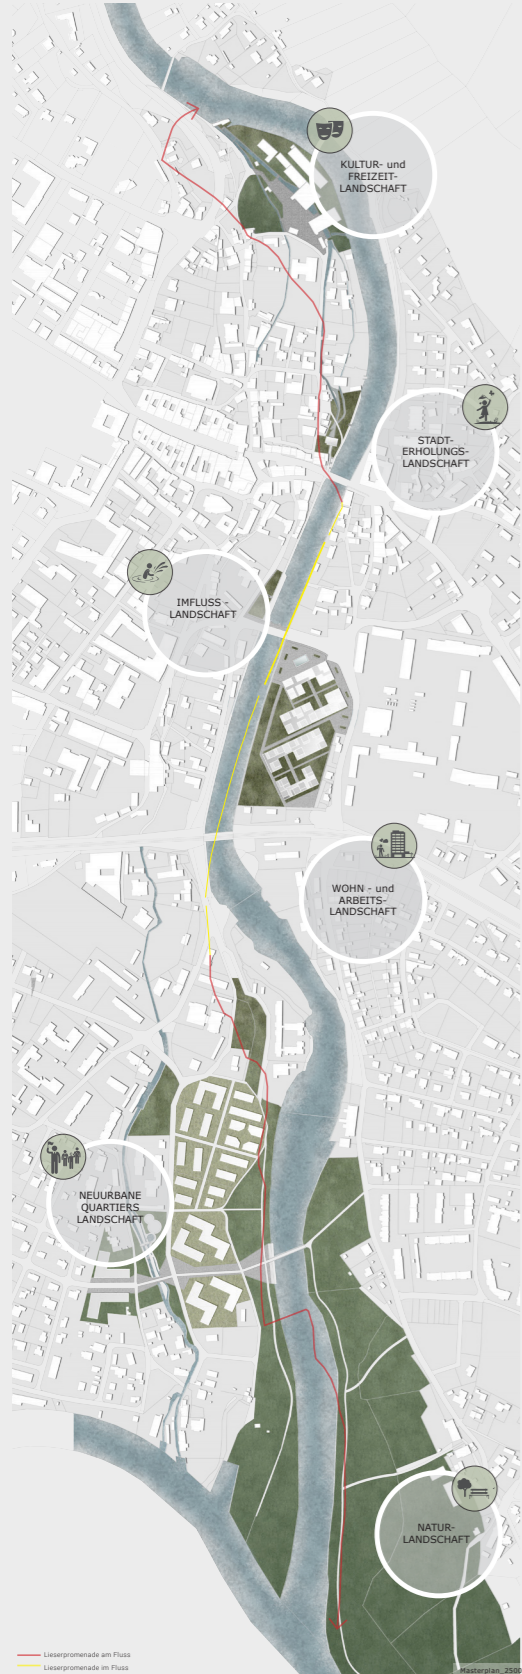 KULTUR- und
FREIZEIT-
LANDSCHAFT
STADT-
ERHOLUNGS-
LANDSCHAFT
IMFLUSS -
LANDSCHAFT
WOHN - und
ARBEITS-
LANDSCHAFT
NEUURBANE
QUARTIERS
LANDSCHAFT
NATUR-
LANDSCHAFT
Lieserpromenade am Fluss
Lieserpromenade im Fluss